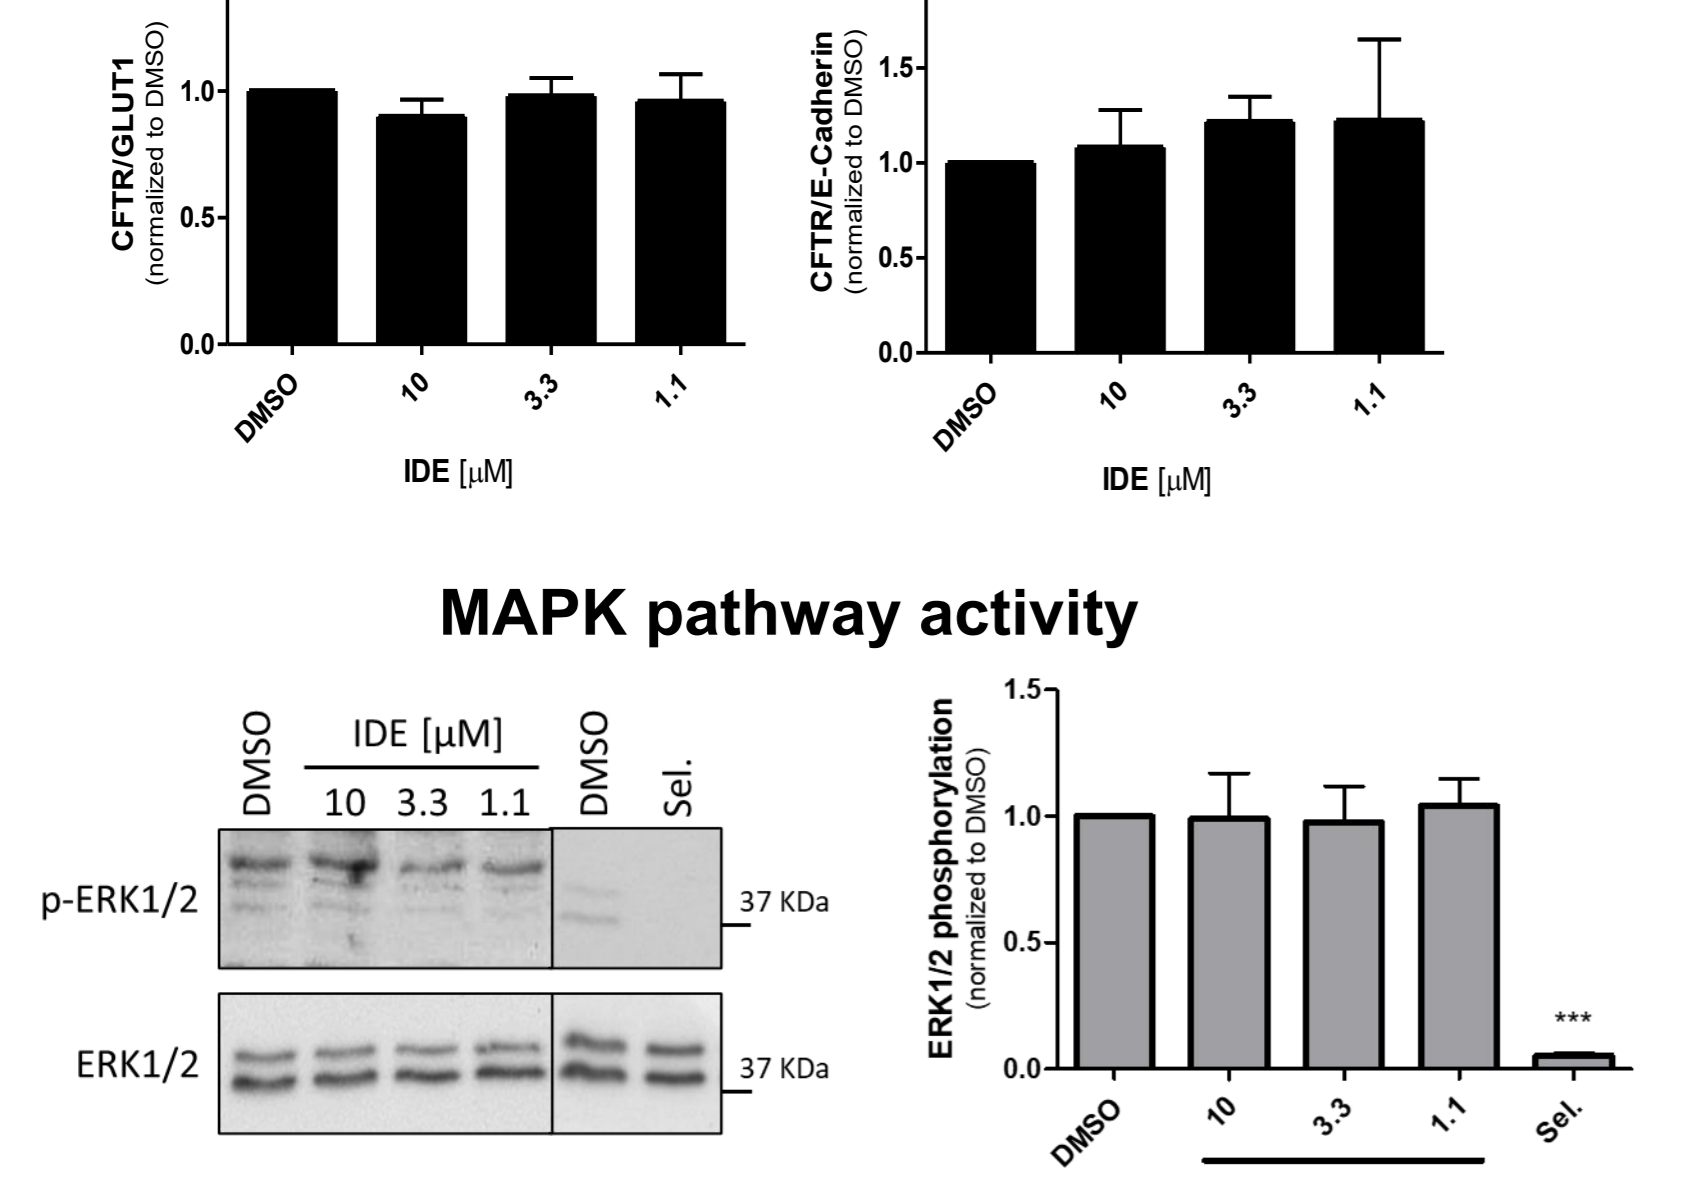 CFTR/GLUT1
(normalized to DMSO)
1.0
0.5
0.0
DMSO
10
3.3
1.1
IDE [μM]
CFTR/E-Cadherin
(normalized to DMSO)
1.5
1.0
0.5
0.0
DMSO
10
3.3
1.1
IDE [μM]
MAPK pathway activity
DMSO
IDE [μM]
10 3.3 1.1
DMSO
Sel.
p-ERK1/2
37 KDa
ERK1/2
37 KDa
ERK1/2 phosphorylation
(normalized to DMSO)
1.5
1.0
0.5
0.0
***
DMSO
10
3.3
1.1
Sel.